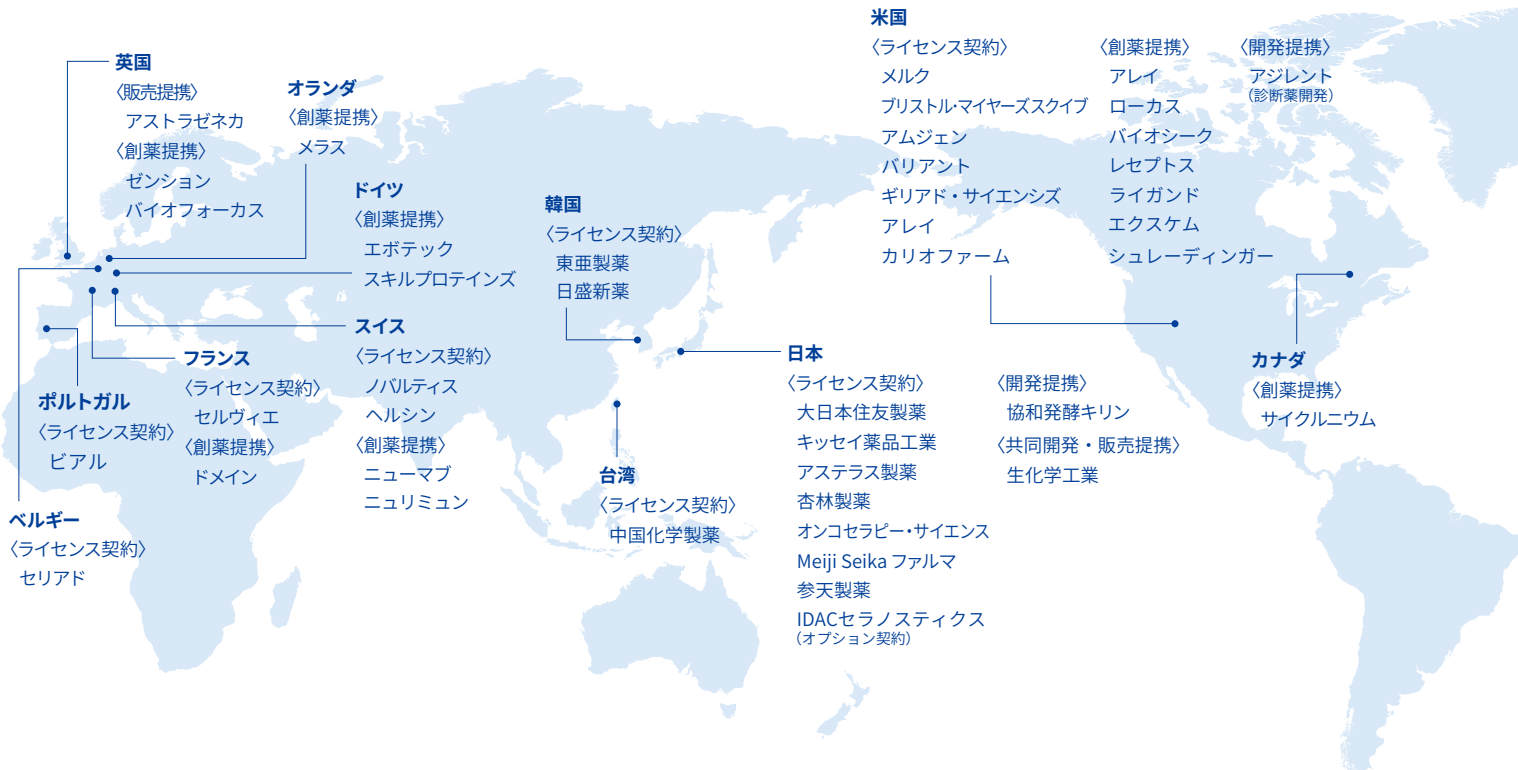 英国
〈販売提携〉
アストラゼネカ
〈創薬提携〉
ゼンション
バイオフォーカス
オランダ
〈創薬提携〉
メラス
ドイツ
〈創薬提携〉
エボテック
スキルプロテインズ
スイス
〈ライセンス契約〉
ノバルティス
ヘルシン
〈創薬提携〉
ニューマブ
ニュリミュン
フランス
〈ライセンス契約〉
セルヴィエ
〈創薬提携〉
ドメイン
ポルトガル
〈ライセンス契約〉
ビアル
ベルギー
〈ライセンス契約〉
セリアド
韓国
〈ライセンス契約〉
東亜製薬
日盛新薬
台湾
〈ライセンス契約〉
中国化学製薬
日本
〈ライセンス契約〉
大日本住友製薬
キッセイ薬品工業
アステラス製薬
杏林製薬
オンコセラピー・サイエンス
Meiji Seika ファルマ
参天製薬
IDACセラノスティクス
（オプション契約）
〈開発提携〉
協和発酵キリン
〈共同開発・販売提携〉
生化学工業
米国
〈ライセンス契約〉
メルク
ブリストル・マイヤーズスクイブ
アムジェン
バリアント
ギリアド・サイエンシズ
アレイ
カリオファーム
〈創薬提携〉
アレイ
ローカス
バイオシーク
レセプトス
ライガンド
エクスケム
シュレーディンガー
〈開発提携〉
アジレント
（診断薬開発）
カナダ
〈創薬提携〉
サイクルニウム